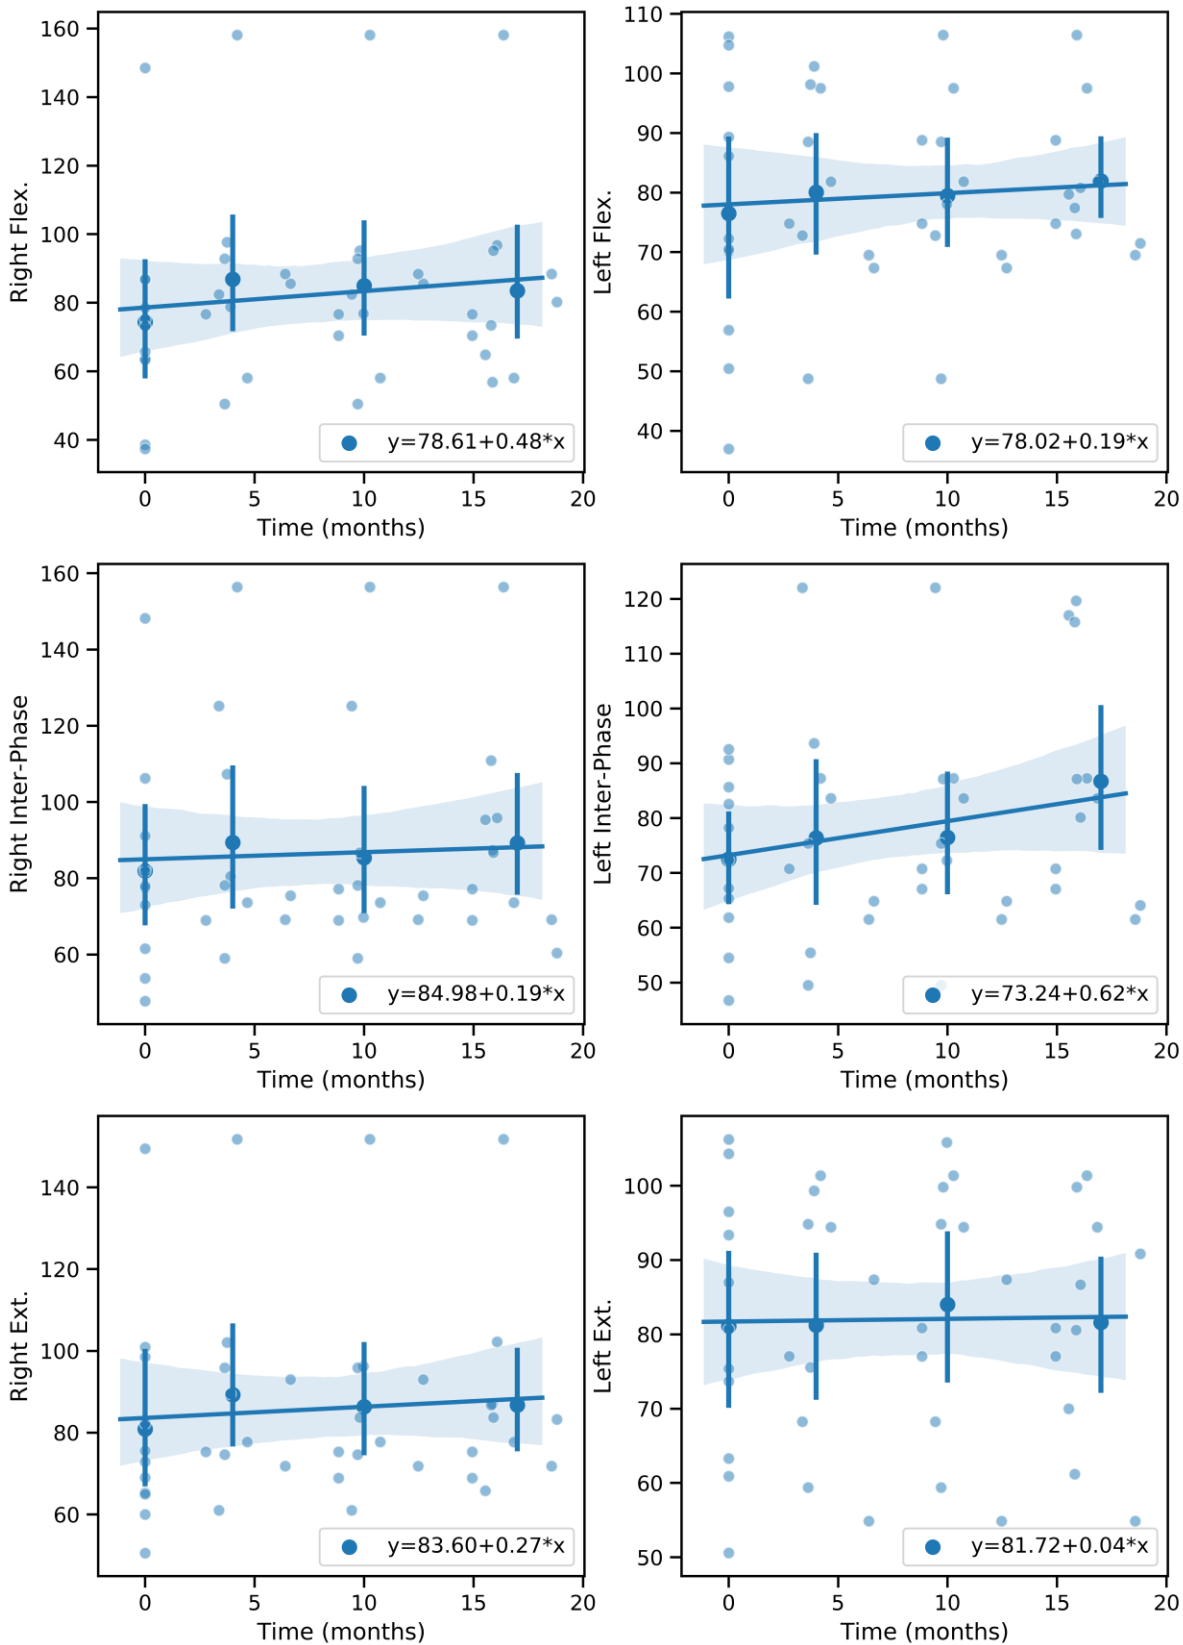 160
140
120
100
80
60
40
Right Flex.
y=78.61+0.48*x
0 5 10 15 20
Time (months)
110
100
90
80
70
60
50
40
Left Flex.
y=78.02+0.19*x
0 5 10 15 20
Time (months)
160
140
120
100
80
60
Right Inter-Phase
y=84.98+0.19*x
0 5 10 15 20
Time (months)
120
110
100
90
80
70
60
50
Left Inter-Phase
y=73.24+0.62*x
0 5 10 15 20
Time (months)
140
120
100
80
60
Right Ext.
y=83.60+0.27*x
0 5 10 15 20
Time (months)
100
90
80
70
60
50
Left Ext.
y=81.72+0.04*x
0 5 10 15 20
Time (months)